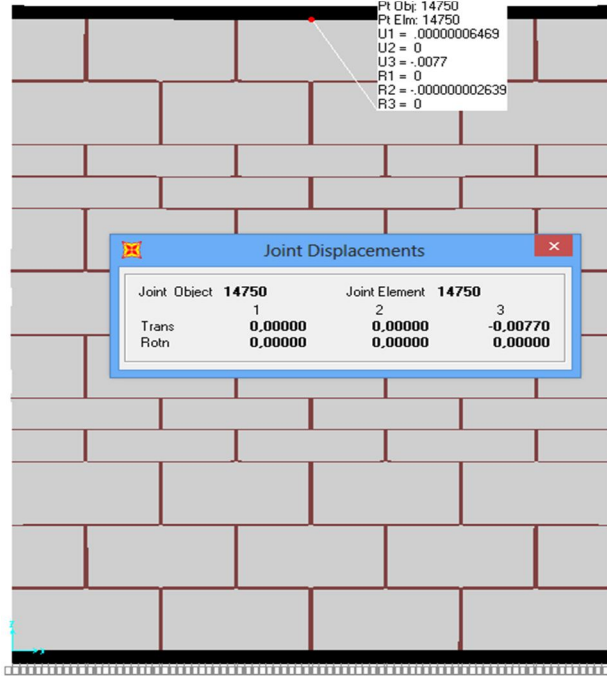 Pt Obj: 14750
Pt Elm: 14750
U1 = .00000006469
U2 = 0
U3 = -.0077
R1 = 0
R2 = -.000000002639
R3 = 0
Joint Displacements
Joint Object 14750 Joint Element 14750
1 2 3
Trans 0,00000 0,00000 -0,00770
Rotn 0,00000 0,00000 0,00000